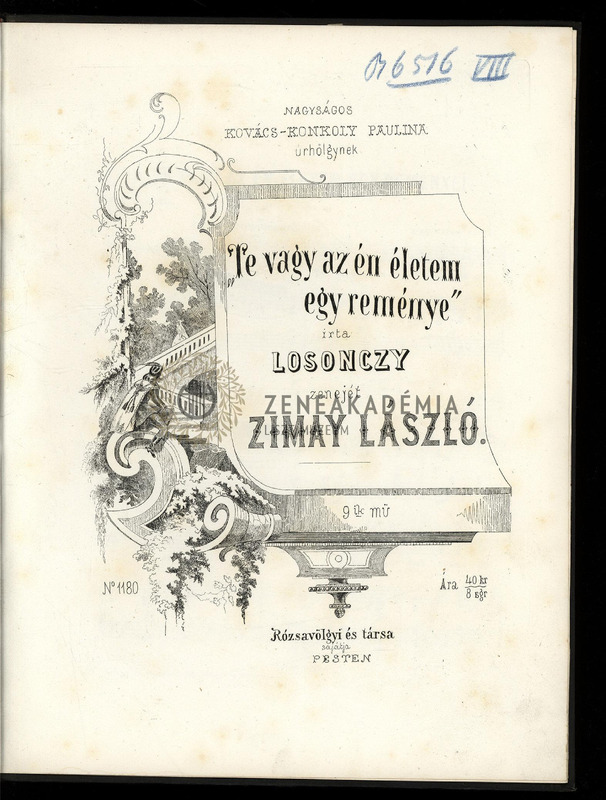 6516 VIII
NAGYSÁGOS
KOVÁCS-KONKOLY PAULINA
úrhölgynek
„Te vagy az én életem
egy reménye”
irta
LOSONCZY
zenéjét
ZENEAKADÉMIA
ZIMAY LÁSZLÓ.
9ik mű
Nº 1180
Ára 40 kr
8 sgr
Rózsavölgyi és társa
sajátja
PESTEN